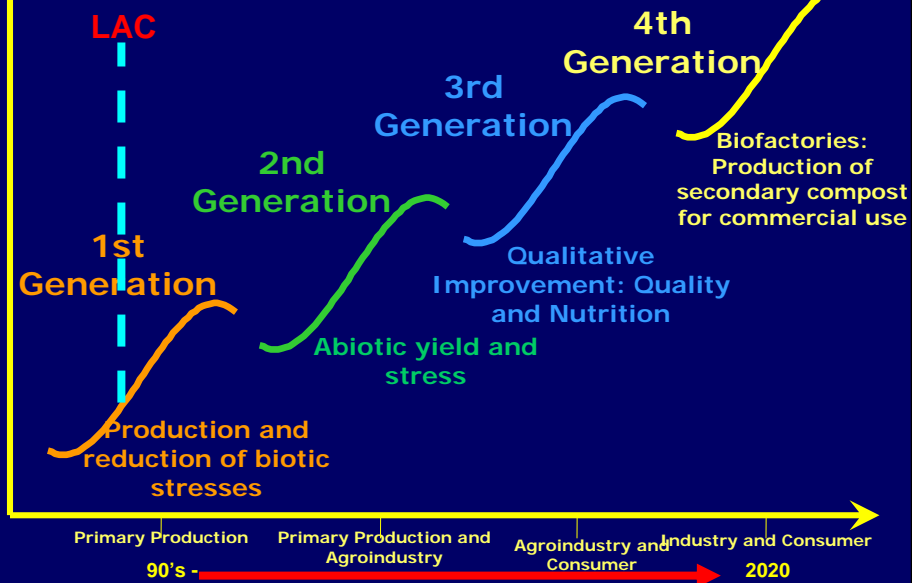 LAC
4th
Generation
3rd
Generation
Biofactories:
Production of
secondary compost
for commercial use
2nd
Generation
1st
Generation
Qualitative
Improvement: Quality
and Nutrition
Abiotic yield and
stress
Production and
reduction of biotic
stresses
Primary Production
Primary Production and
Agroindustry
Agroindustry and
Consumer
Industry and Consumer
90's -
2020